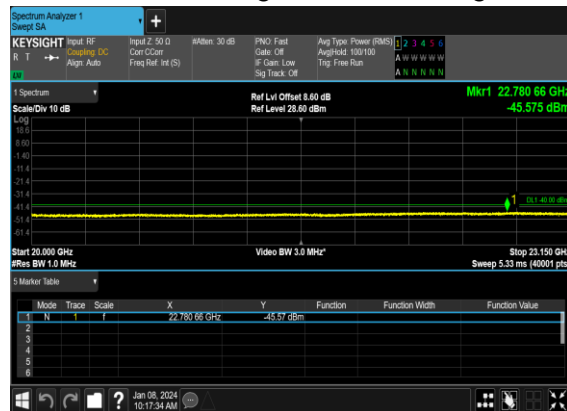 Spectrum Analyzer 1
Swept SA
KEYSIGHT Input: RF Input Z: 50 Ω #Atten: 30 dB PNO: Fast Avg Type: Power (RMS) 1 2 3 4 5 6
R T Coupling: DC Corr CCorr Gate: Off Avg|Hold: 100/100 A W W W W W
Align: Auto Freq Ref: Int (S) IF Gain: Low Trig: Free Run
LW Sig Track: Off A N N N N N
1 Spectrum Ref Lvl Offset 8.60 dB Mkr1 22.780 66 GHz
Scale/Div 10 dB Ref Level 28.60 dBm -45.575 dBm
Log
18.6
8.60
-1.40
-11.4
-21.4
-31.4
1 DL1 -40.00 dBm
-41.4
-51.4
-61.4
Start 20.000 GHz Video BW 3.0 MHz* Stop 23.150 GHz
#Res BW 1.0 MHz Sweep 5.33 ms (40001 pts)
5 Marker Table
Mode Trace Scale X Y Function Function Width Function Value
1 N 1 f 22.780 66 GHz -45.57 dBm
2
3
4
5
6
? Jan 08, 2024
10:17:34 AM